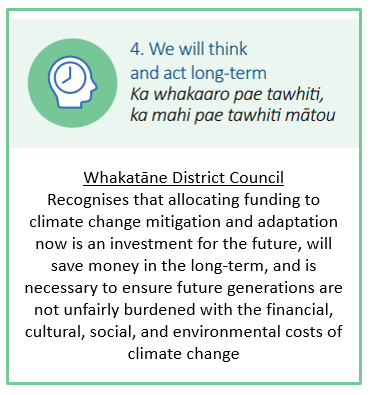 4. We will think
and act long-term
Ka whakaaro pae tawhiti,
ka mahi pae tawhiti mātou
Whakatāne District Council
Recognises that allocating funding to
climate change mitigation and adaptation
now is an investment for the future, will
save money in the long-term, and is
necessary to ensure future generations are
not unfairly burdened with the financial,
cultural, social, and environmental costs of
climate change